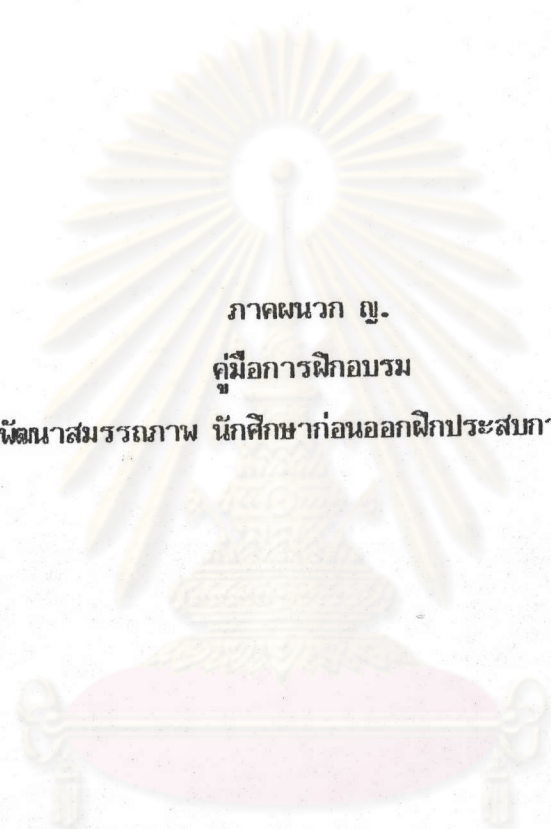 ภาคผนวก ญ.
คู่มือการฝึกอบรม
พัฒนาสมรรถภาพ นักศึกษาก่อนออกฝึกประสบกา